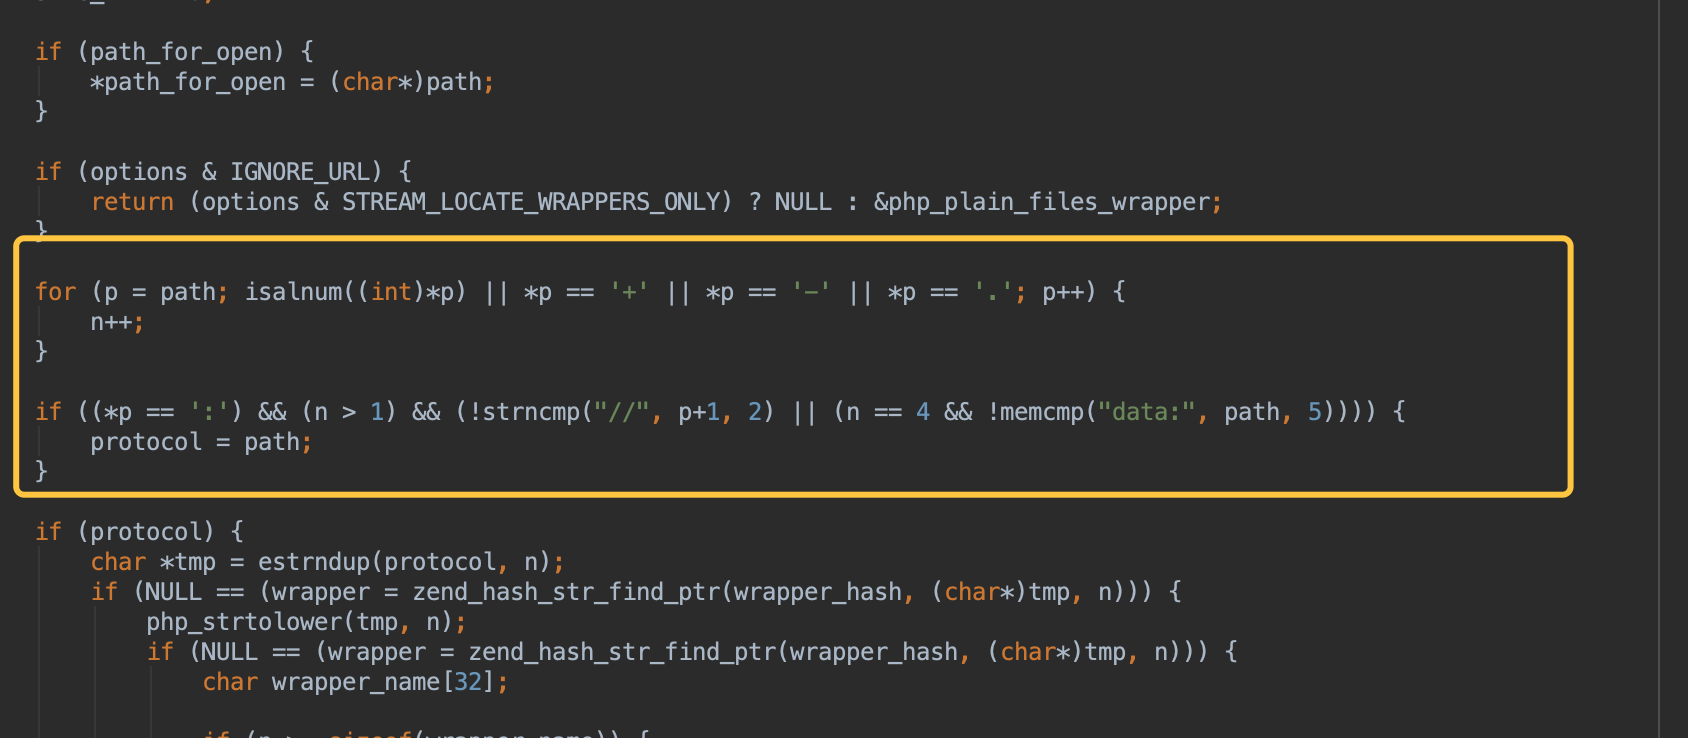 if (path_for_open) {
*path_for_open = (char*)path;
}
if (options & IGNORE_URL) {
return (options & STREAM_LOCATE_WRAPPERS_ONLY) ? NULL : &php_plain_files_wrapper;
}
for (p = path; isalnum((int)*p) || *p == '+' || *p == '-' || *p == '.'; p++) {
n++;
}
if ((*p == ':') && (n > 1) && (!strncmp("//", p+1, 2) || (n == 4 && !memcmp("data:", path, 5)))) {
protocol = path;
}
if (protocol) {
char *tmp = estrndup(protocol, n);
if (NULL == (wrapper = zend_hash_str_find_ptr(wrapper_hash, (char*)tmp, n))) {
php_strtolower(tmp, n);
if (NULL == (wrapper = zend_hash_str_find_ptr(wrapper_hash, (char*)tmp, n))) {
char wrapper_name[32];